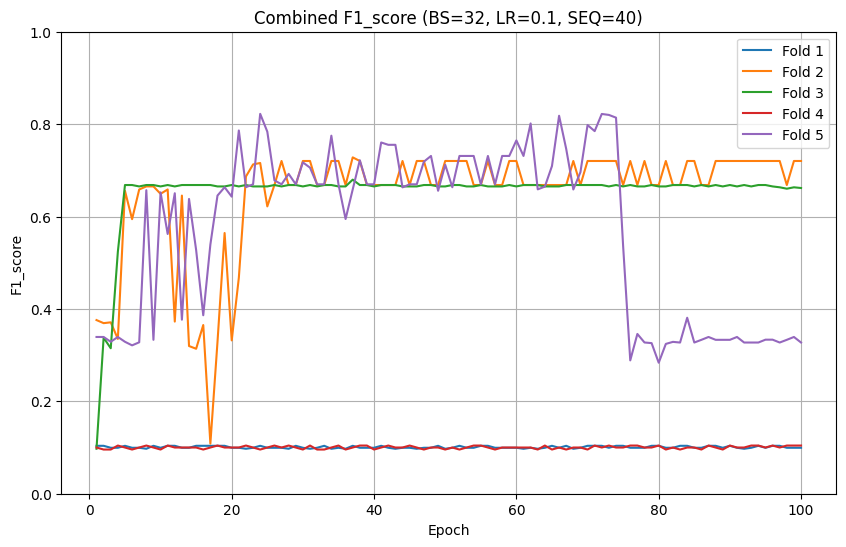 Combined F1_score (BS=32, LR=0.1, SEQ=40)
1.0
0.8
0.6
0.4
0.2
0.0
F1_score
Fold 1
Fold 2
Fold 3
Fold 4
Fold 5
0
20
40
60
80
100
Epoch